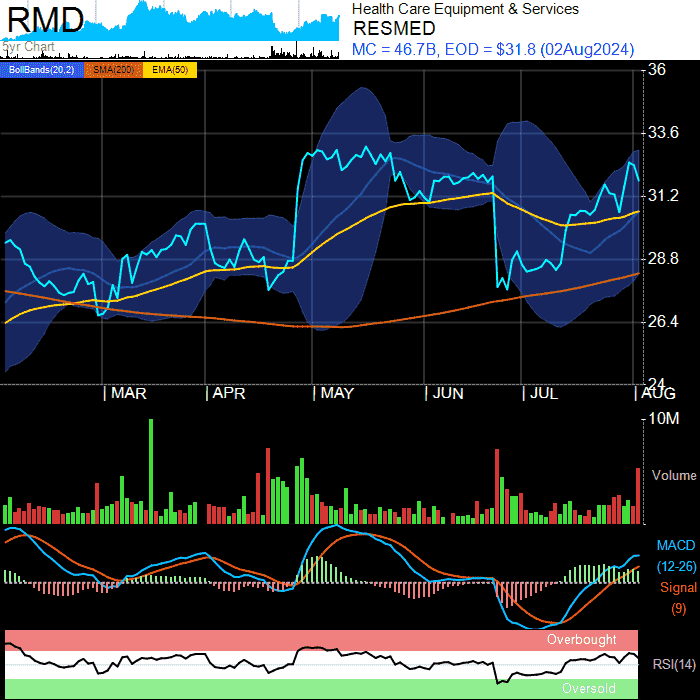 RMD
5yr Chart
Health Care Equipment & Services
RESMED
MC = 46.7B, EOD = $31.8 (02Aug2024)
BollBands(20,2) SMA(200) EMA(50)
36
33.6
31.2
28.8
26.4
24
MAR APR MAY JUN JUL AUG
10M
Volume
MACD
(12-26)
Signal
(9)
Overbought
RSI(14)
Oversold